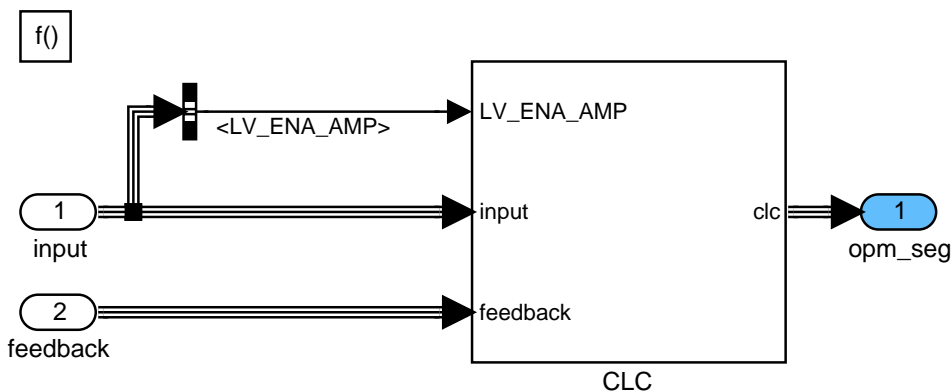 f()
<LV_ENA_AMP>
LV_ENA_AMP
1
input
input
clc
1
opm_seg
2
feedback
feedback
CLC